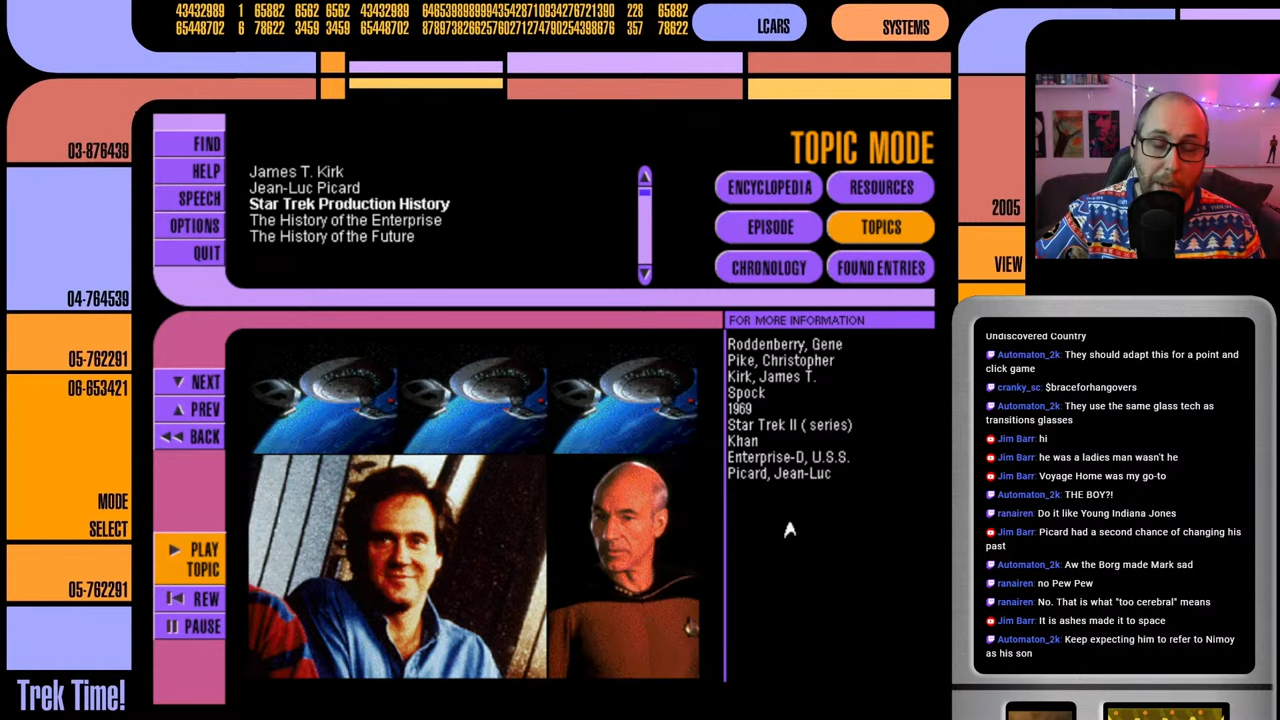 43432989 1 65882 6562 6562 43432989 64653989899943542871093427672 1390 228 65882
65448702 6 78622 3459 3459 65448702 87897382662576027127479025439 8676 357 78622
LCARS
SYSTEMS
03-876439
04-764539
05-762291
06-653421
MODE
SELECT
05-762291
Trek Time!
FIND
HELP
SPEECH
OPTIONS
QUIT
James T. Kirk
Jean-Luc Picard
Star Trek Production History
The History of the Enterprise
The History of the Future
TOPIC MODE
ENCYCLOPEDIA
RESOURCES
EPISODE
TOPICS
CHRONOLOGY
FOUND ENTRIES
2005
VIEW
NEXT
PREV
BACK
PLAY
TOPIC
REW
PAUSE
FOR MORE INFORMATION
Roddenberry, Gene
Pike, Christopher
Kirk, James T.
Spock
1969
Star Trek II ( series)
Khan
Enterprise-D, U.S.S.
Picard, Jean-Luc
Undiscovered Country
Automaton_2k: They should adapt this for a point and
click game
cranky_sc: $braceforhangovers
Automaton_2k: They use the same glass tech as
transitions glasses
Jim Barr: hi
Jim Barr: he was a ladies man wasn't he
Jim Barr: Voyage Home was my go-to
Automaton_2k: THE BOY?!
ranairen: Do it like Young Indiana Jones
Jim Barr: Picard had a second chance of changing his
past
Automaton_2k: Aw the Borg made Mark sad
ranairen: no Pew Pew
ranairen: No. That is what "too cerebral" means
Jim Barr: It is ashes made it to space
Automaton_2k: Keep expecting him to refer to Nimoy
as his son